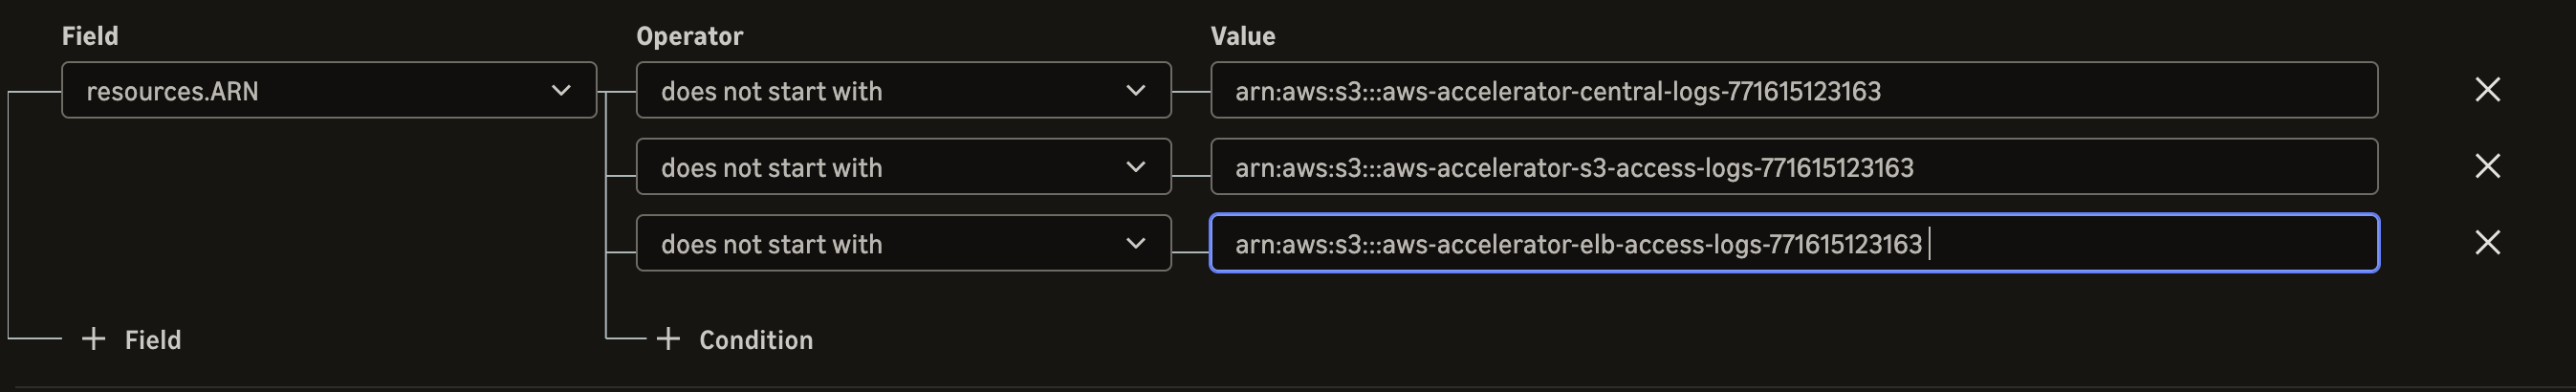 Field Operator Value
resources.ARN does not start with arn:aws:s3:::aws-accelerator-central-logs-771615123163
does not start with arn:aws:s3:::aws-accelerator-s3-access-logs-771615123163
does not start with arn:aws:s3:::aws-accelerator-elb-access-logs-771615123163
+ Field + Condition